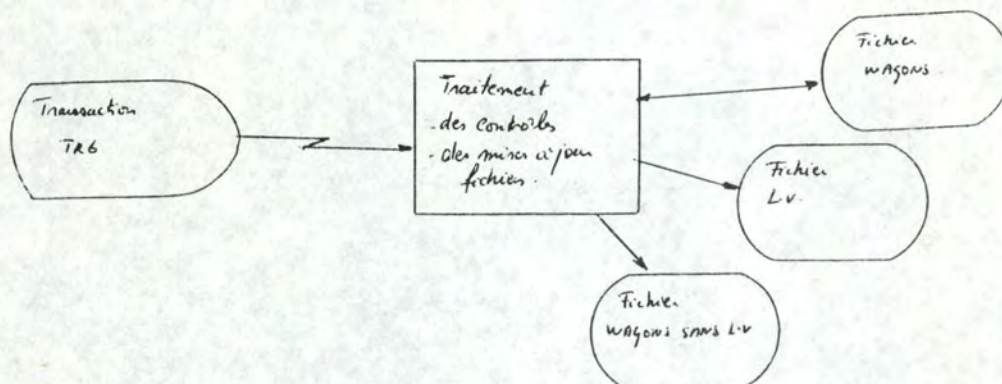 Transaction
TR6
Traitement
- des contrôles
- des mises à jour
fichiers.
Fichier
WAGONS.
Fichier
L.V.
Fichier
WAGONS SANS L.V